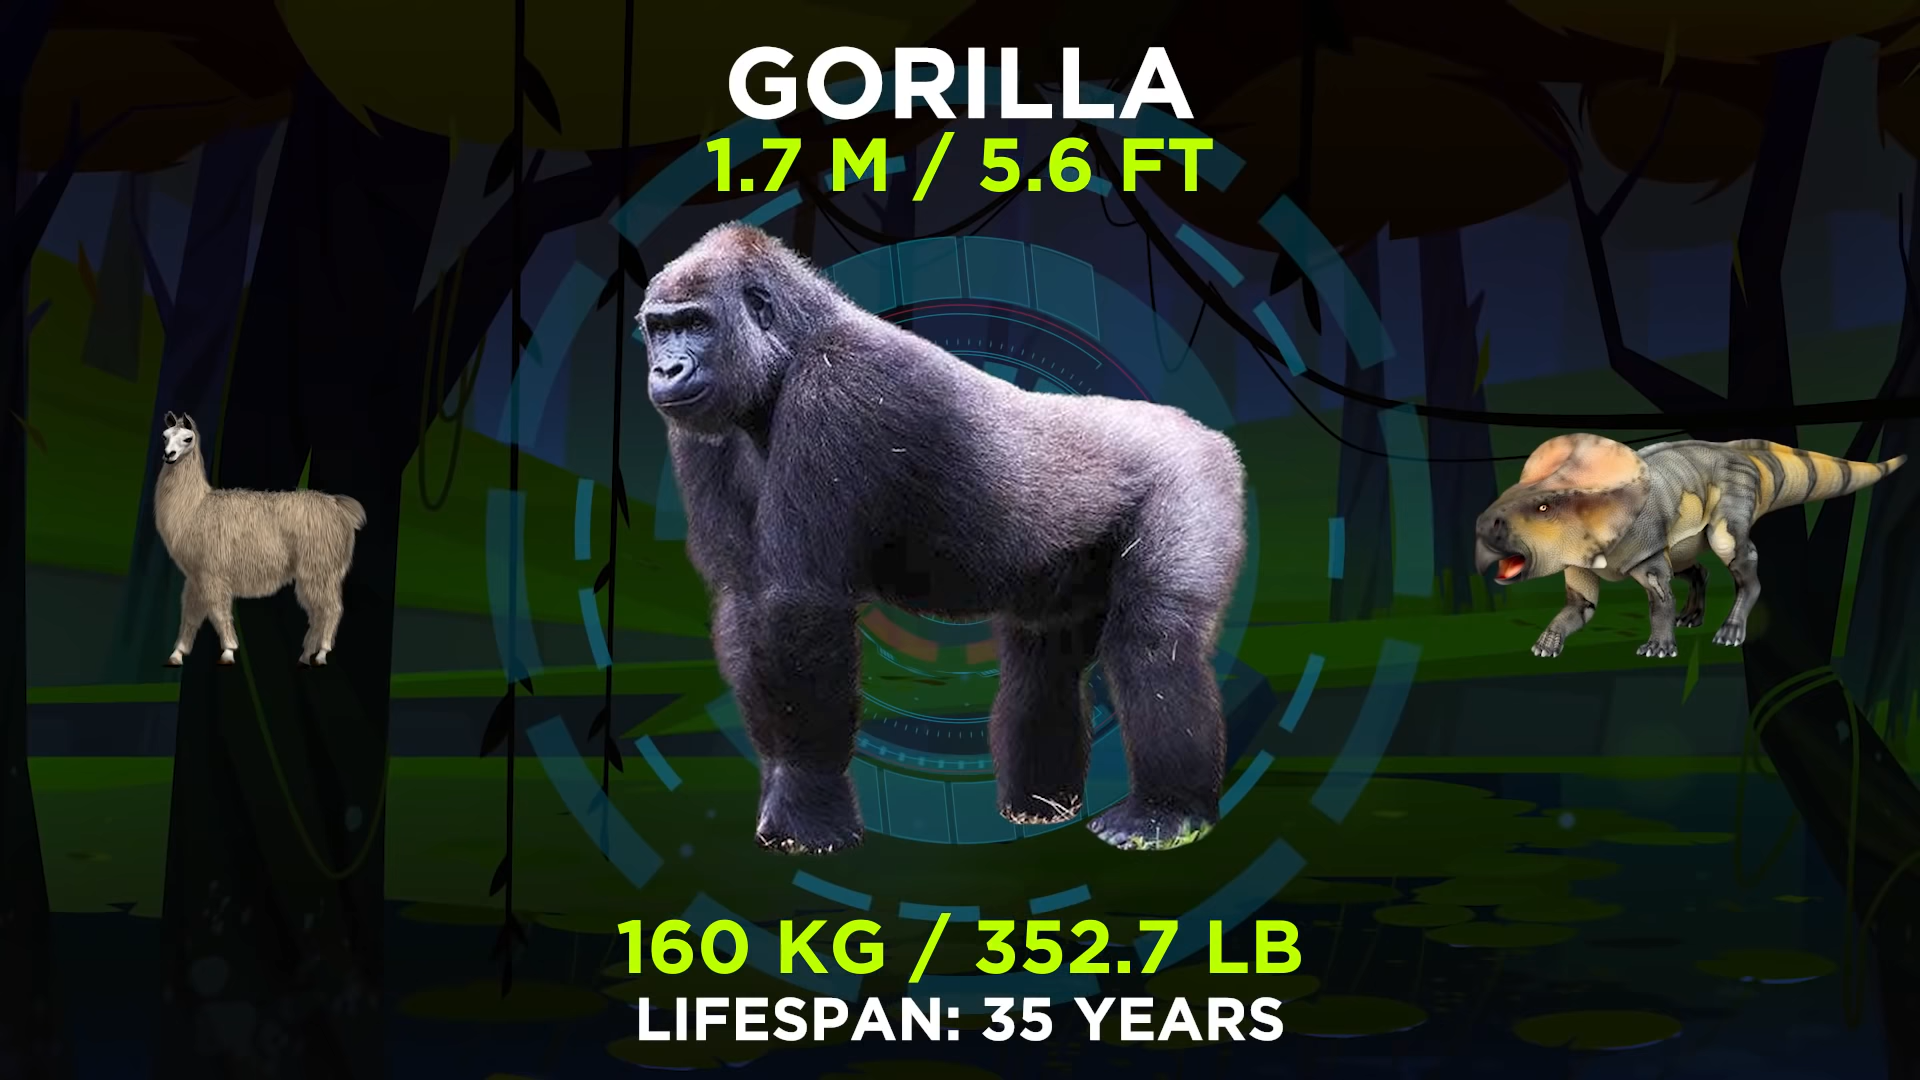 GORILLA
1.7 M / 5.6 FT
160 KG / 352.7 LB
LIFESPAN: 35 YEARS